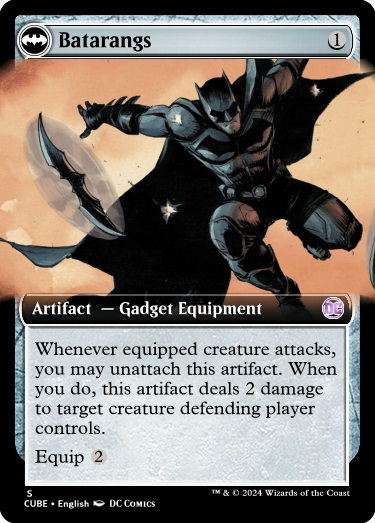 Batarangs 1
Artifact — Gadget Equipment DC
Whenever equipped creature attacks,
you may unattach this artifact. When
you do, this artifact deals 2 damage
to target creature defending player
controls.
Equip 2
S
CUBE • English DC COMICS
™ & © 2024 Wizards of the Coast